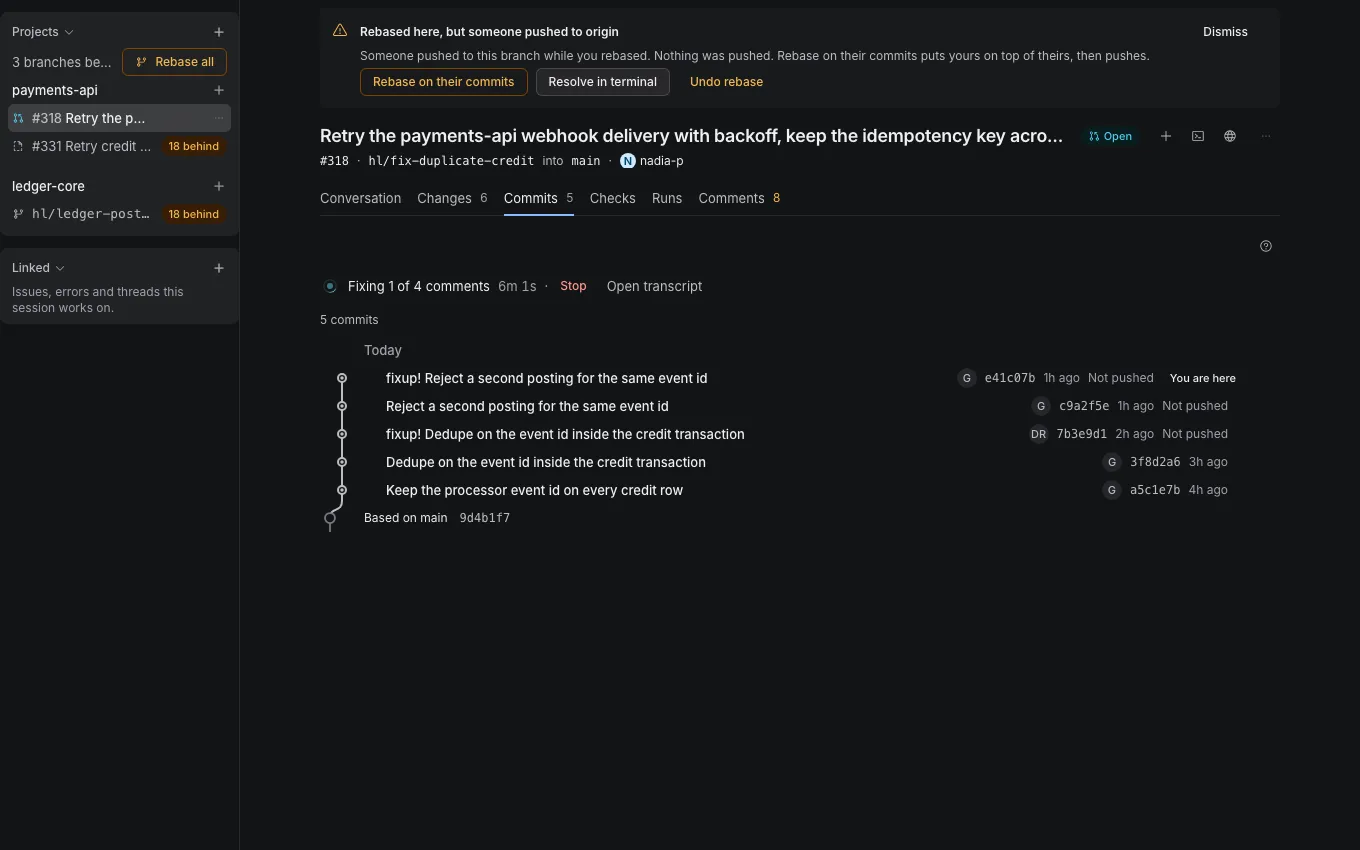 Projects
3 branches be... Rebase all
payments-api
#318 Retry the p...
#331 Retry credit ... 18 behind
ledger-core
hl/ledger-post… 18 behind
Linked
Issues, errors and threads this
session works on.
Rebased here, but someone pushed to origin
Dismiss
Someone pushed to this branch while you rebased. Nothing was pushed. Rebase on their commits puts yours on top of theirs, then pushes.
Rebase on their commits Resolve in terminal Undo rebase
Retry the payments-api webhook delivery with backoff, keep the idempotency key acro... Open
#318 · hl/fix-duplicate-credit into main · N nadia-p
Conversation Changes 6 Commits 5 Checks Runs Comments 8
Fixing 1 of 4 comments 6m 1s · Stop Open transcript
5 commits
Today
fixup! Reject a second posting for the same event id G e41c07b 1h ago Not pushed You are here
Reject a second posting for the same event id G c9a2f5e 1h ago Not pushed
fixup! Dedupe on the event id inside the credit transaction DR 7b3e9d1 2h ago Not pushed
Dedupe on the event id inside the credit transaction G 3f8d2a6 3h ago
Keep the processor event id on every credit row G a5c1e7b 4h ago
Based on main 9d4b1f7